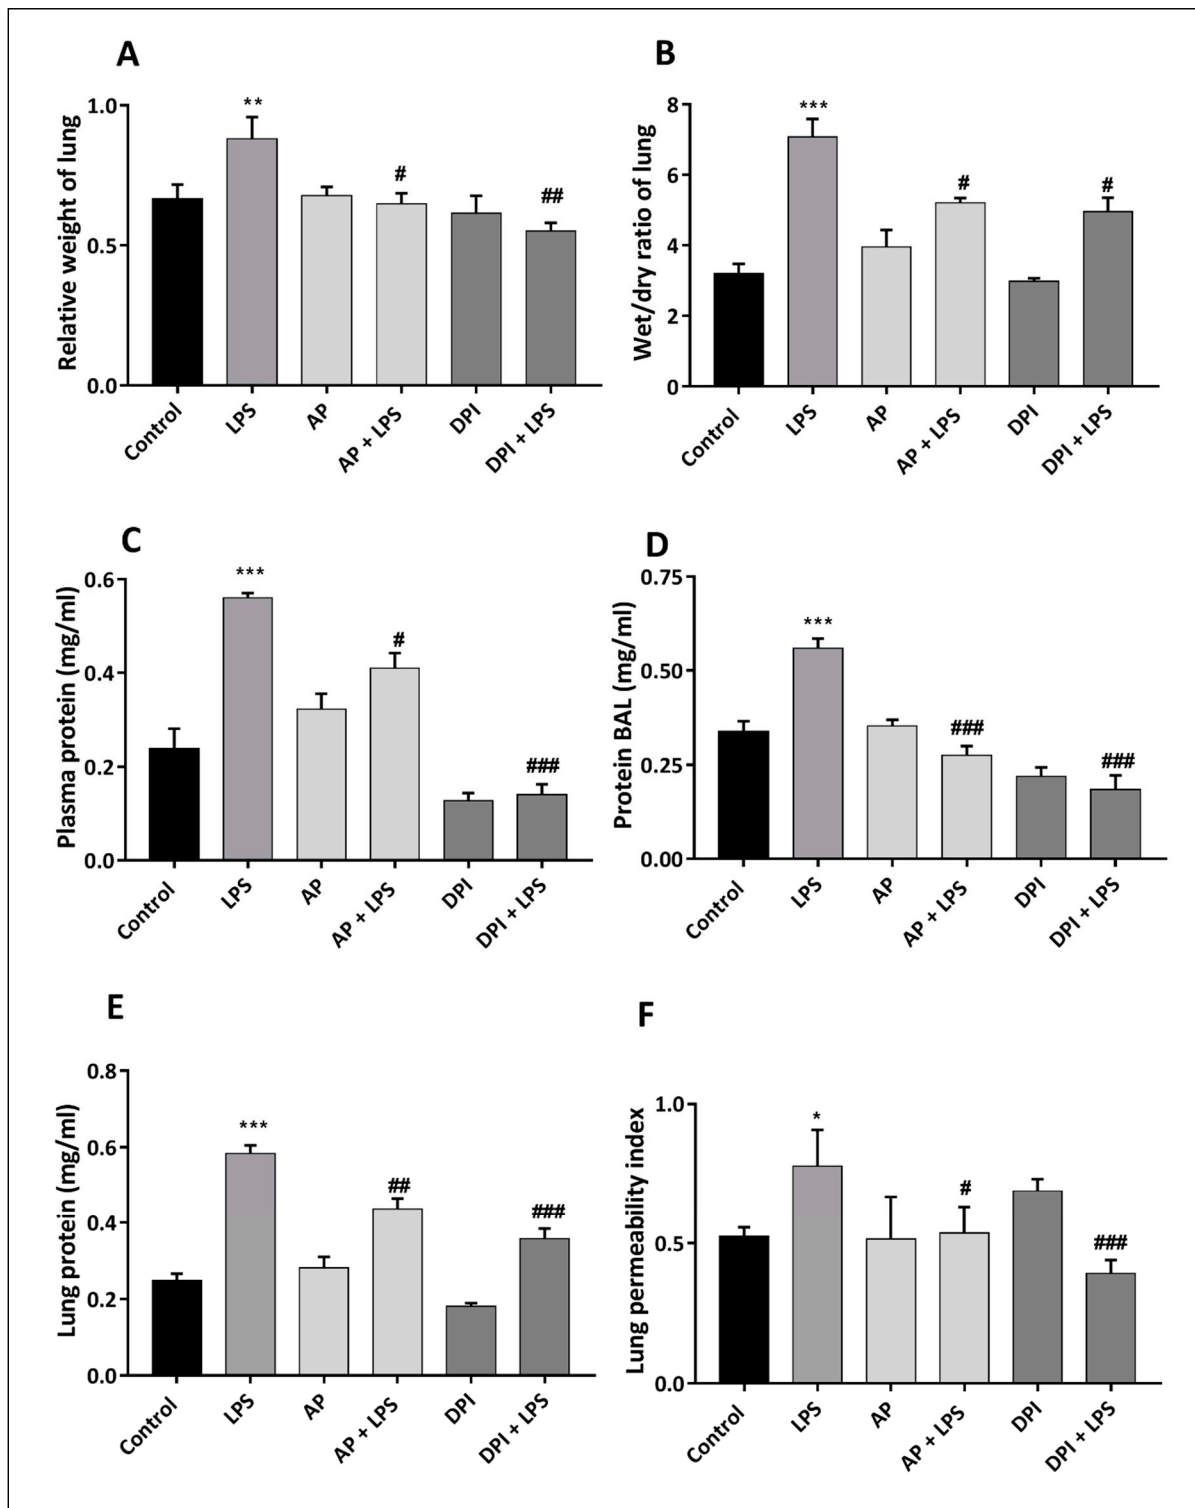 A
Relative weight of lung
1.0
0.5
0.0
**
#
##
Control
LPS
AP
AP + LPS
DPI
DPI + LPS
B
Wet/dry ratio of lung
8
6
4
2
0
***
#
#
Control
LPS
AP
AP + LPS
DPI
DPI + LPS
C
Plasma protein (mg/ml)
0.6
0.4
0.2
0.0
***
#
###
Control
LPS
AP
AP + LPS
DPI
DPI + LPS
D
Protein BAL (mg/ml)
0.75
0.50
0.25
0.00
***
###
###
Control
LPS
AP
AP + LPS
DPI
DPI + LPS
E
Lung protein (mg/ml)
0.8
0.6
0.4
0.2
0.0
***
##
###
Control
LPS
AP
AP + LPS
DPI
DPI + LPS
F
Lung permeability index
1.0
0.5
0.0
*
#
###
Control
LPS
AP
AP + LPS
DPI
DPI + LPS